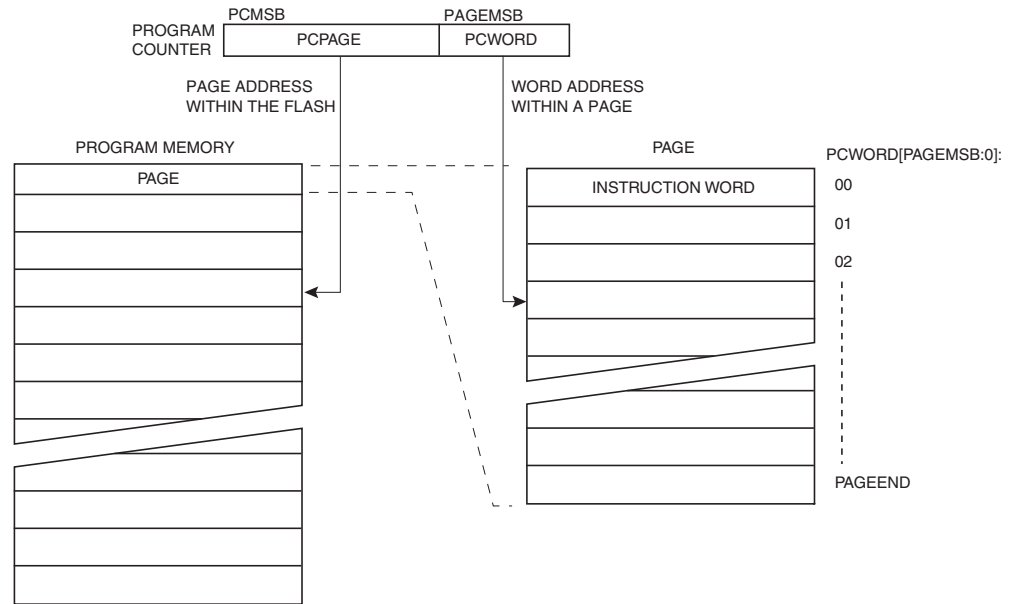 PCMSB
PAGEMSB
PROGRAM
COUNTER
PCPAGE
PCWORD
PAGE ADDRESS
WITHIN THE FLASH
WORD ADDRESS
WITHIN A PAGE
PROGRAM MEMORY
PAGE
PAGE
INSTRUCTION WORD
PCWORD[PAGEMSB:0]:
00
01
02
PAGEEND